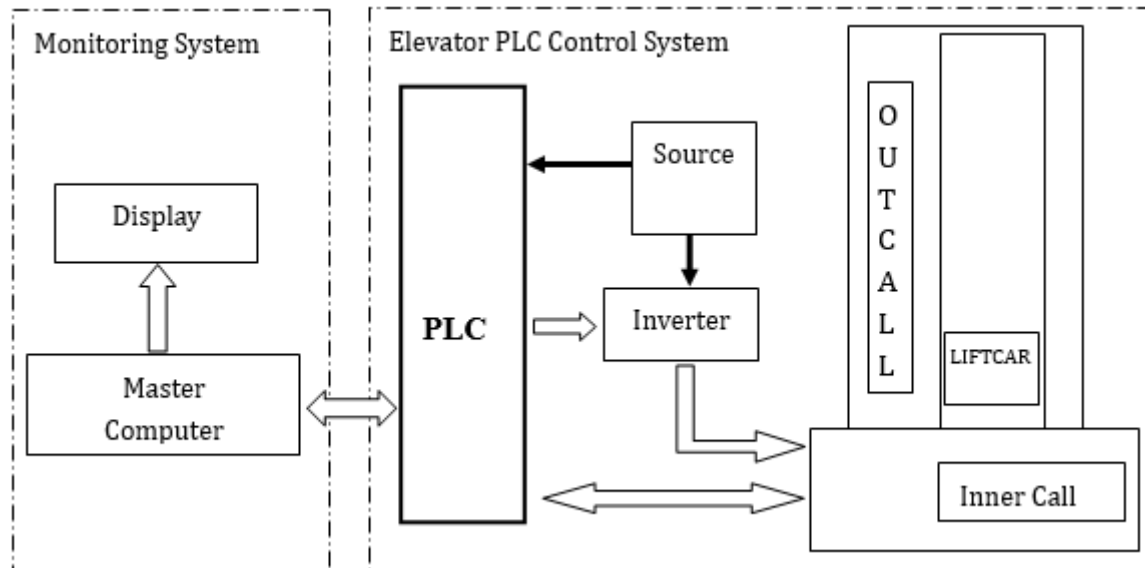 Monitoring System
Elevator PLC Control System
Display
Master
Computer
PLC
Source
Inverter
O
U
T
C
A
L
L
LIFTCAR
Inner Call